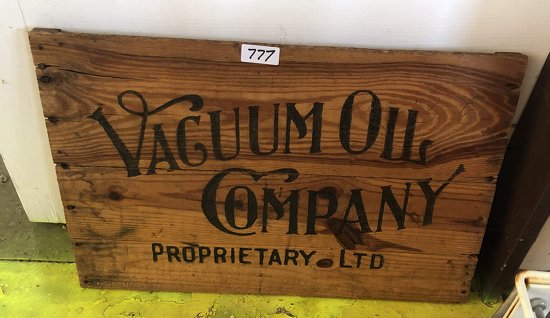 777
VACUUM OIL
COMPANY
PROPRIETARY. LTD